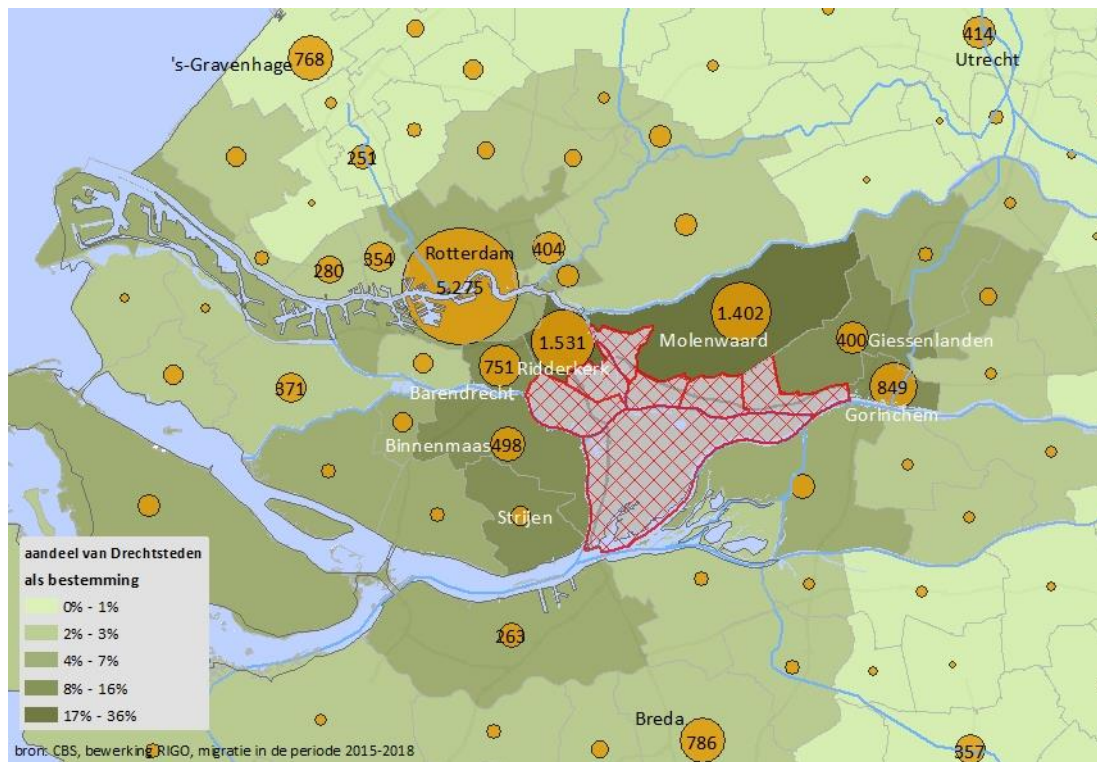 414
's-Gravenhage 768
Utrecht
251
Rotterdam
404
354
280
5.275
1.402
1.531
Molenwaard
400 Giessenlanden
751 Ridderkerk
371
849
Barendrecht
Gorinchem
Binnenmaas 498
Strijen
aandeel van Drechtsteden
als bestemming
0% - 1%
2% - 3%
4% - 7%
8% - 16%
17% - 36%
263
Breda
786
357
bron: CBS, bewerking RIGO, migratie in de periode 2015-2018